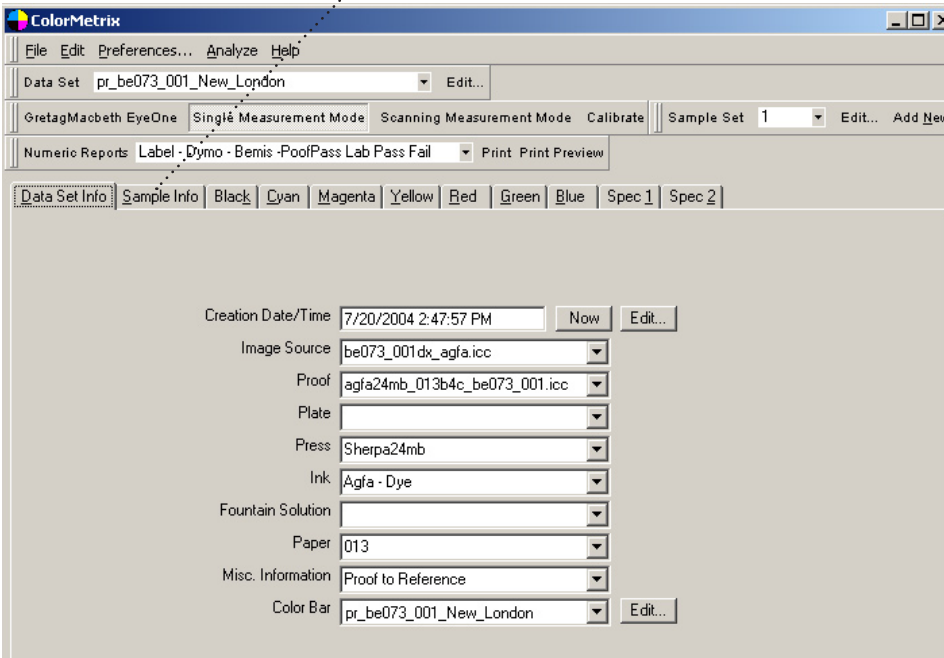 ColorMetrix
File Edit Preferences... Analyze Help
Data Set pr_be073_001_New_London Edit...
GretagMacbeth EyeOne Single Measurement Mode Scanning Measurement Mode Calibrate Sample Set 1 Edit... Add New
Numeric Reports Label - Dymo - Bemis -PoofPass Lab Pass Fail Print Print Preview
Data Set Info Sample Info Black Cyan Magenta Yellow Red Green Blue Spec 1 Spec 2
Creation Date/Time 7/20/2004 2:47:57 PM Now Edit...
Image Source be073_001dx_agfa.icc
Proof agfa24mb_013b4c_be073_001.icc
Plate
Press Sherpa24mb
Ink Agfa - Dye
Fountain Solution
Paper 013
Misc. Information Proof to Reference
Color Bar pr_be073_001_New_London Edit...